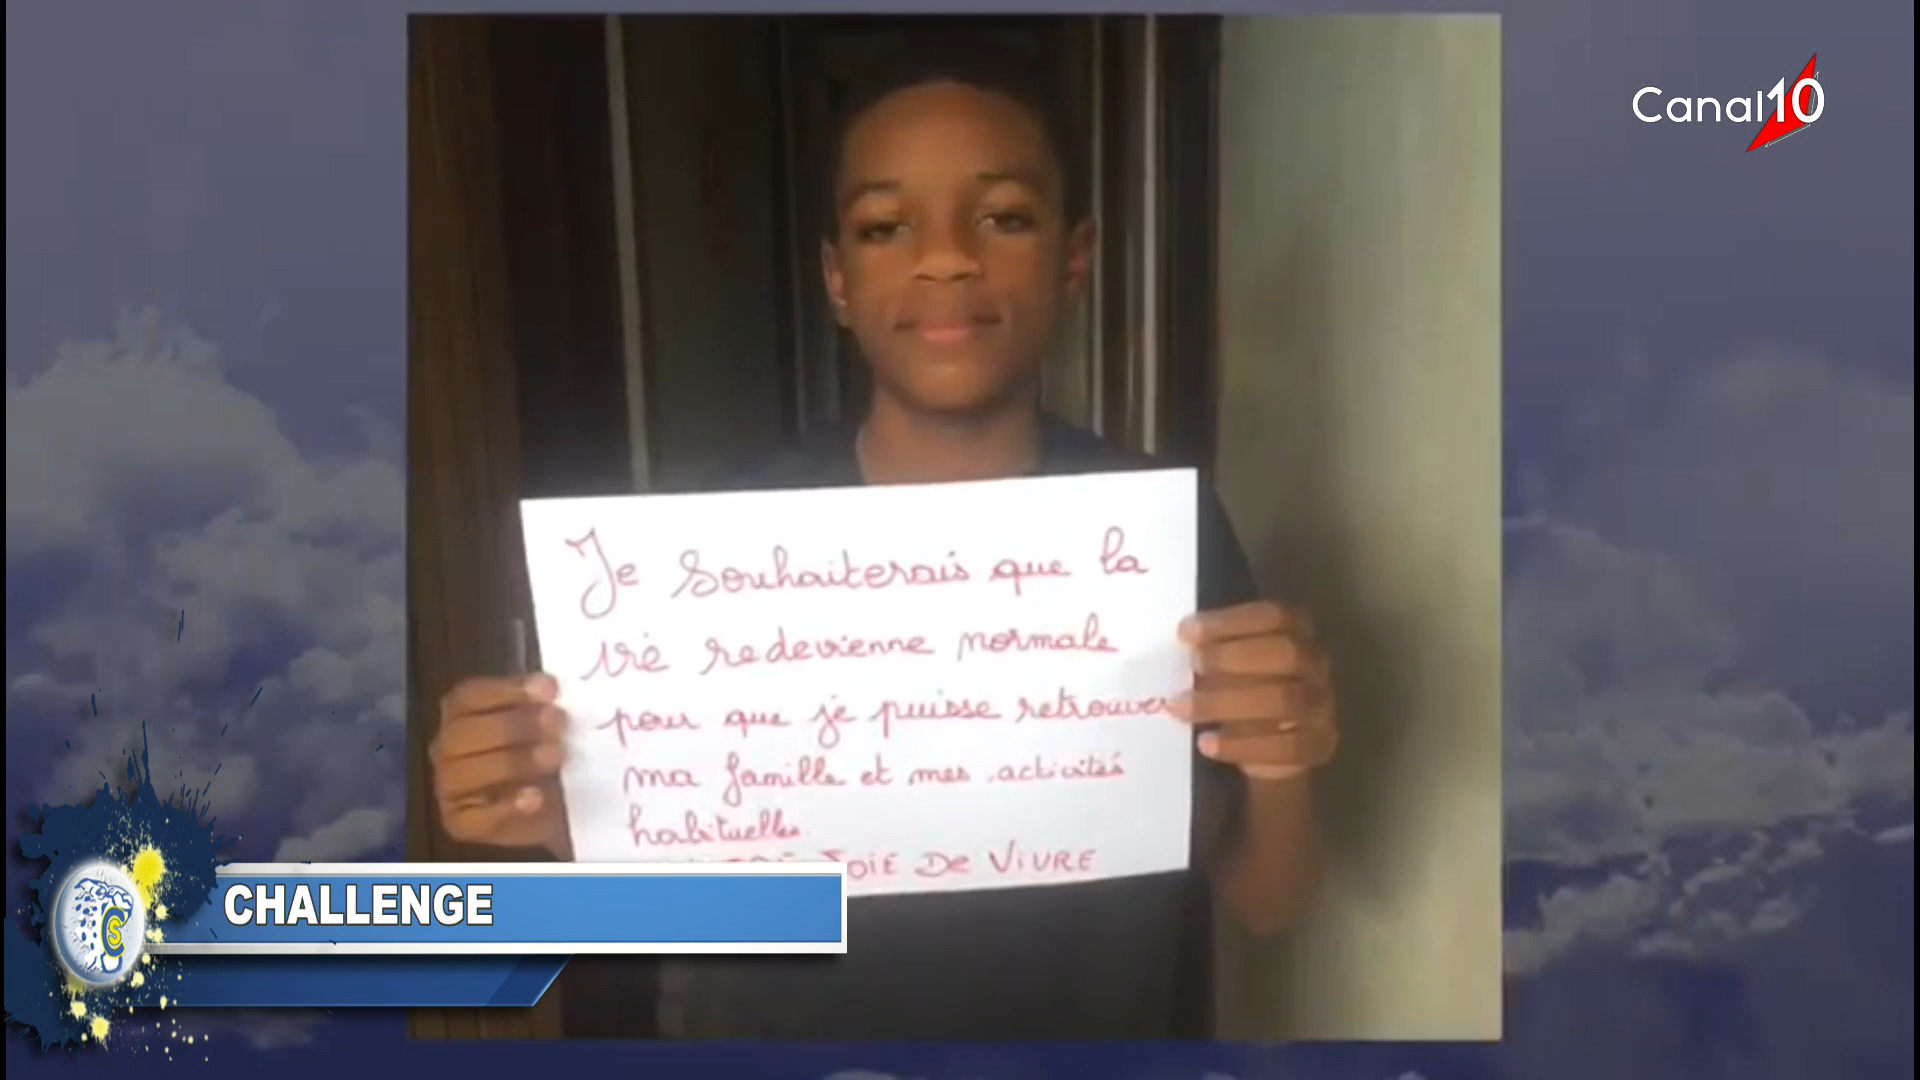 Canal10
Je souhaiterais que la
vie redevienne normale
pour que je puisse retrouver
ma famille et mes activités
habituelles
JOIE DE VIVRE
CHALLENGE
CS